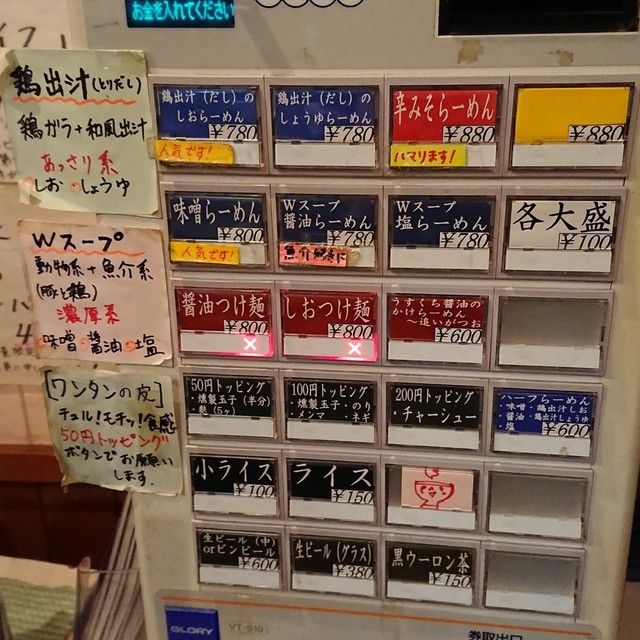 お金を入れてください
鶏出汁(とりだし)
鶏ガラ+和風出汁
あっさり系
しお しょうゆ
Wスープ
動物系+魚介系
(豚と鶏)
濃厚系
味噌 醤油 塩
[ワンタンの皮]
チュル!モチッ!食感
50円トッピング
ボタンでお願い
します。
鶏出汁(だし)の
しおらーめん
¥780
人気です!
鶏出汁(だし)の
しょうゆらーめん
¥780
辛みそらーめん
¥880
ハマります!
¥880
味噌らーめん
¥800
人気です!
Wスープ
醤油らーめん
¥780
Wスープ
塩らーめん
¥780
各大盛
¥100
醤油つけ麺
¥800
×
しおつけ麺
¥800
×
うすくち醤油の
かけらーめん
~追いがつお
¥600
50円トッピング
・燻製玉子(半分)
・麩(5ヶ)
100円トッピング
・燻製玉子・のり
・メンマ ・ネギ
200円トッピング
・チャーシュー
ハーフらーめん
・味噌・鶏出汁しお
・醤油・鶏出汁しょうゆ
・塩
¥600
小ライス
¥100
ライス
¥150
生ビール(中)
orビンビール
¥600
生ビール(グラス)
¥380
黒ウーロン茶
¥150
GLORY
VT-S10
券取出口